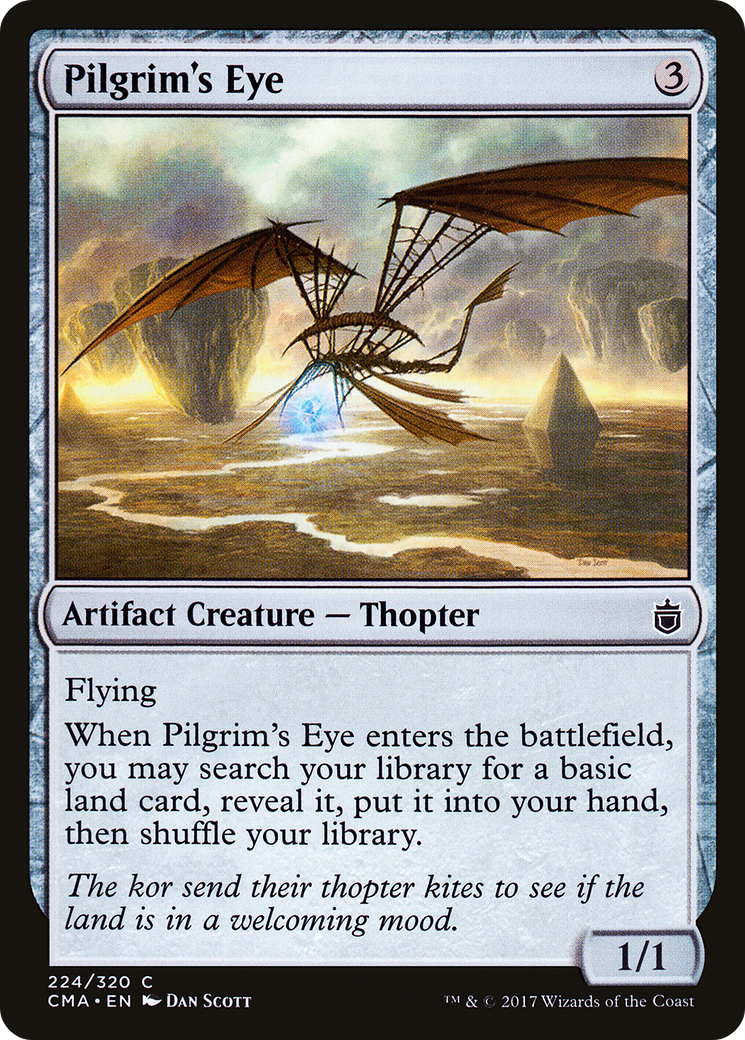 Pilgrim's Eye 3
Dan Scott
Artifact Creature — Thopter
Flying
When Pilgrim's Eye enters the battlefield,
you may search your library for a basic
land card, reveal it, put it into your hand,
then shuffle your library.
The kor send their thopter kites to see if the
land is in a welcoming mood.
1/1
224/320 C
CMA • EN Dan Scott
™ & © 2017 Wizards of the Coast